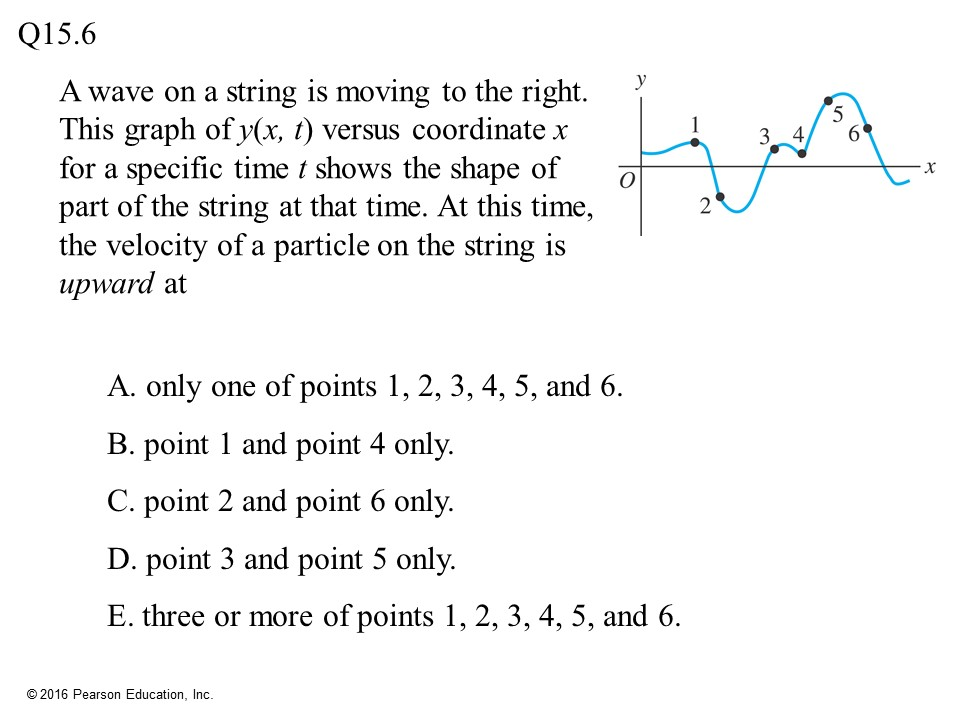 Q15.6
A wave on a string is moving to the right.
This graph of y(x, t) versus coordinate x
for a specific time t shows the shape of
part of the string at that time. At this time,
the velocity of a particle on the string is
upward at
y
1
2
3
4
5
6
O
x
A. only one of points 1, 2, 3, 4, 5, and 6.
B. point 1 and point 4 only.
C. point 2 and point 6 only.
D. point 3 and point 5 only.
E. three or more of points 1, 2, 3, 4, 5, and 6.
© 2016 Pearson Education, Inc.